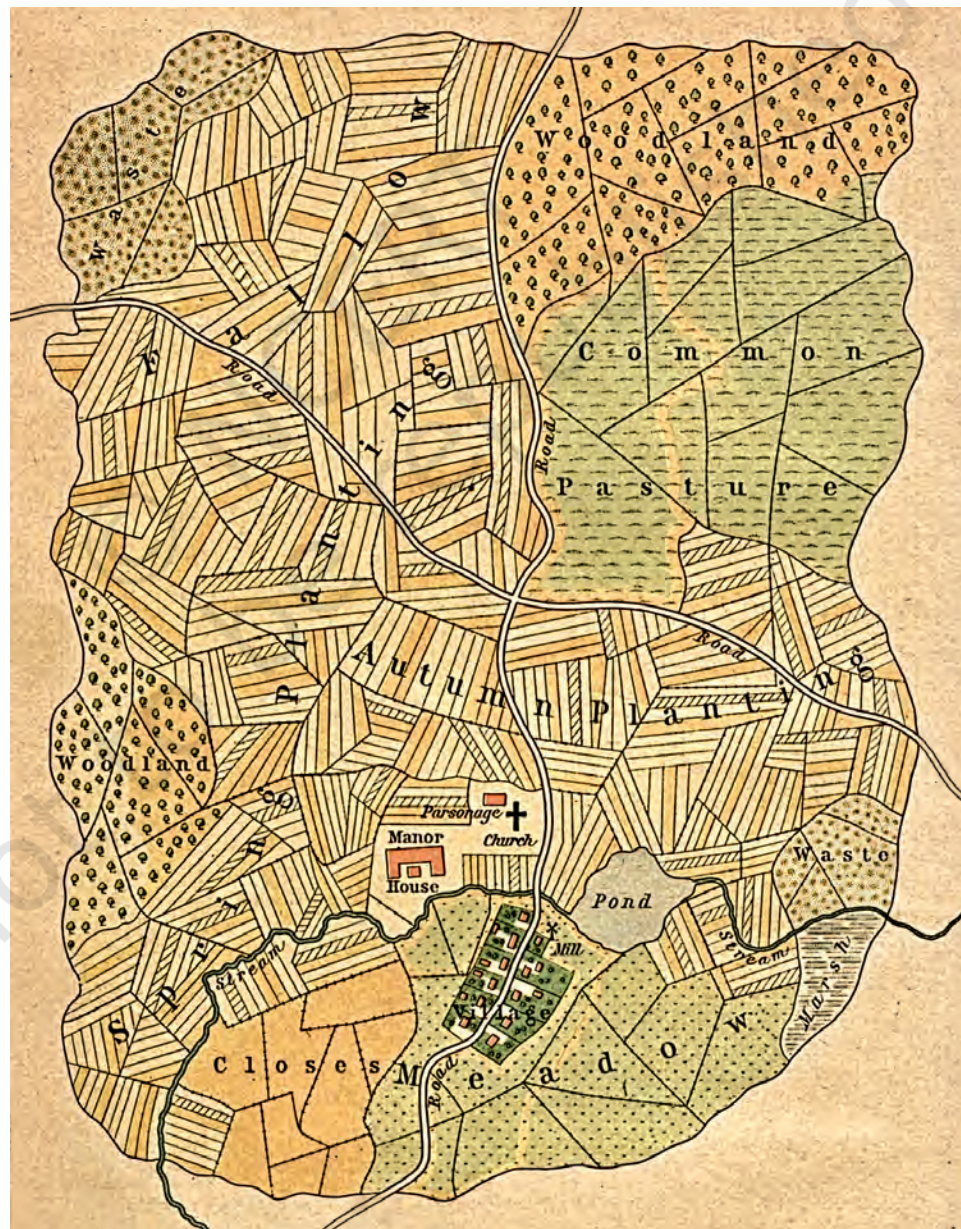 Waste
Woodland
Fallow
Common
Road
Road
Pasture
Spring Planting
Road
Autumn Planting
Woodland
Parsonage
Manor
Church
House
Waste
Pond
Stream
Mill
Stream
Marsh
Village
Closes
Meadow
Road